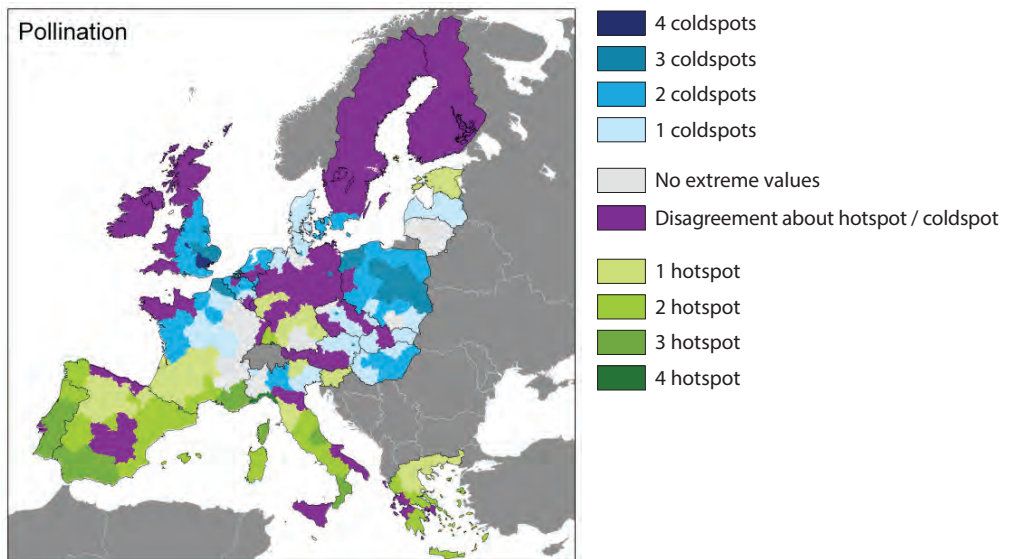 Pollination
4 coldspots
3 coldspots
2 coldspots
1 coldspots
No extreme values
Disagreement about hotspot / coldspot
1 hotspot
2 hotspot
3 hotspot
4 hotspot